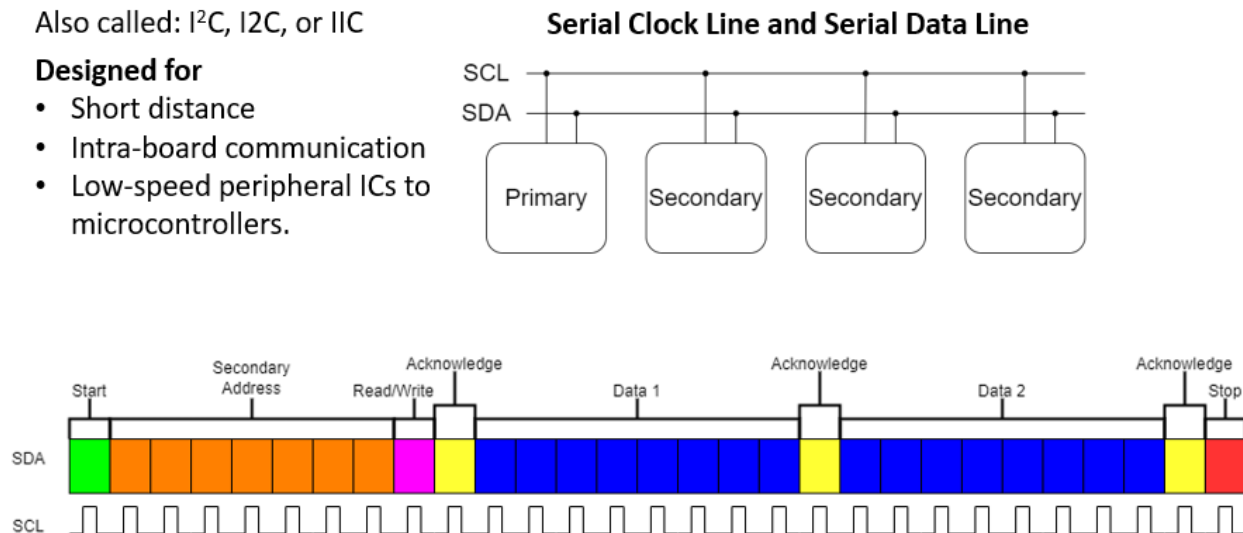 Also called: I²C, I2C, or IIC
Designed for
• Short distance
• Intra-board communication
• Low-speed peripheral ICs to
microcontrollers.
Serial Clock Line and Serial Data Line
SCL
SDA
Primary
Secondary
Secondary
Secondary
Start
Secondary
Address
Read/Write
Acknowledge
Data 1
Acknowledge
Data 2
Acknowledge
Stop
SDA
SCL